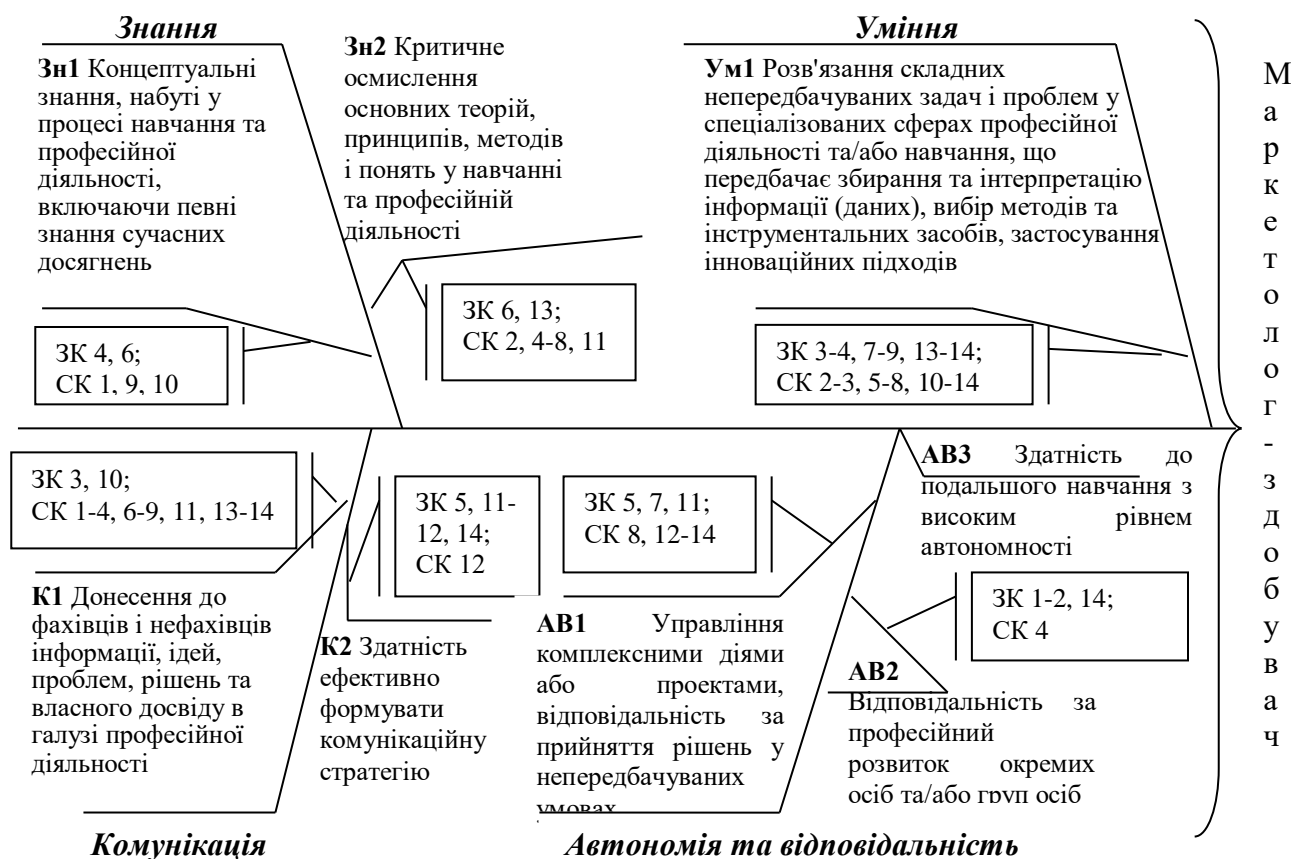 Знання
Зн1 Концептуальні
знання, набуті у
процесі навчання та
професійної
діяльності,
включаючи певні
знання сучасних
досягнень
ЗК 4, 6;
СК 1, 9, 10
Зн2 Критичне
осмислення
основних теорій,
принципів, методів
і понять у навчанні
та професійній
діяльності
ЗК 6, 13;
СК 2, 4-8, 11
Уміння
Ум1 Розв'язання складних
непередбачуваних задач і проблем у
спеціалізованих сферах професійної
діяльності та/або навчання, що
передбачає збирання та інтерпретацію
інформації (даних), вибір методів та
інструментальних засобів, застосування
інноваційних підходів
ЗК 3-4, 7-9, 13-14;
СК 2-3, 5-8, 10-14
ЗК 3, 10;
СК 1-4, 6-9, 11, 13-14
К1 Донесення до
фахівців і нефахівців
інформації, ідей,
проблем, рішень та
власного досвіду в
галузі професійної
діяльності
ЗК 5, 11-
12, 14;
СК 12
К2 Здатність
ефективно
формувати
комунікаційну
стратегію
Комунікація
ЗК 5, 7, 11;
СК 8, 12-14
АВ1 Управління
комплексними діями
або проектами,
відповідальність за
прийняття рішень у
непередбачуваних
умовах
АВ3 Здатність до
подальшого навчання з
високим рівнем
автономності
ЗК 1-2, 14;
СК 4
АВ2
Відповідальність за
професійний
розвиток окремих
осіб та/або груп осіб
Автономія та відповідальність
Маркетолог-здобувач